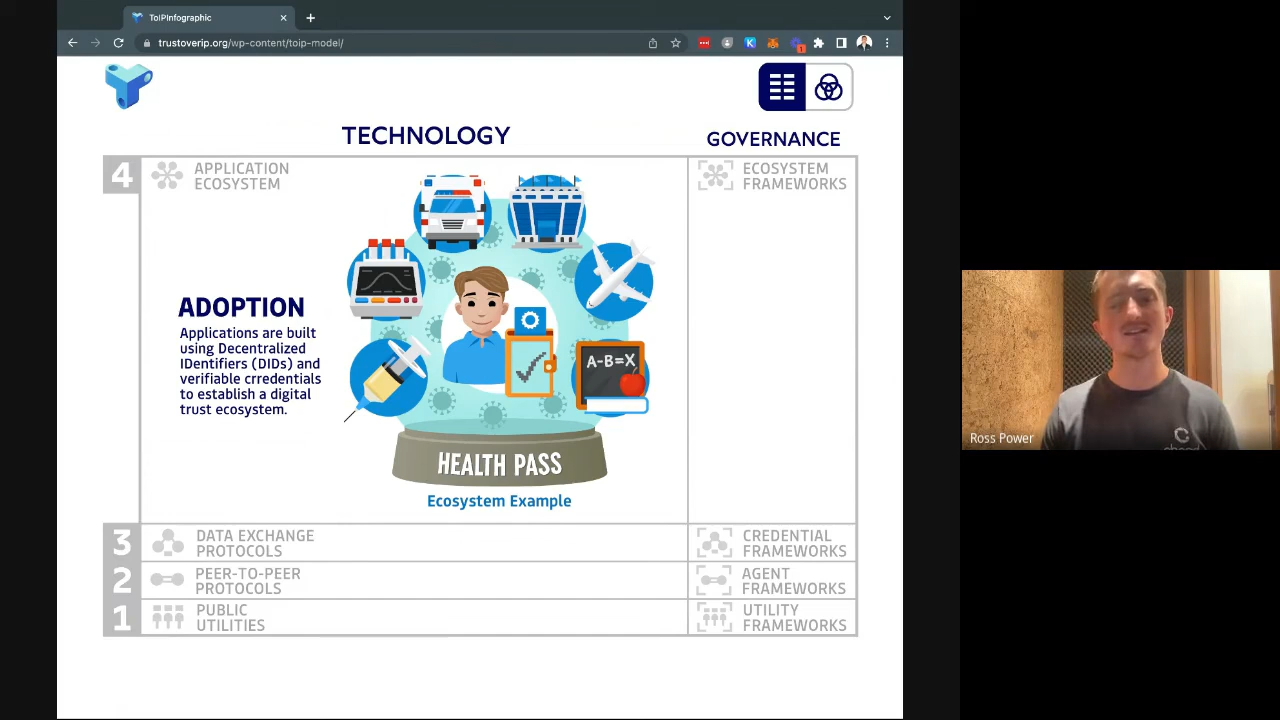 ToIPInfographic
trustoverip.org/wp-content/toip-model/
1
TECHNOLOGY
GOVERNANCE
4
APPLICATION
ECOSYSTEM
ECOSYSTEM
FRAMEWORKS
ADOPTION
Applications are built
using Decentralized
IDentifiers (DIDs) and
verifiable crredentials
to establish a digital
trust ecosystem.
A-B=X
HEALTH PASS
Ecosystem Example
3
DATA EXCHANGE
PROTOCOLS
CREDENTIAL
FRAMEWORKS
2
PEER-TO-PEER
PROTOCOLS
AGENT
FRAMEWORKS
1
PUBLIC
UTILITIES
UTILITY
FRAMEWORKS
Ross Power